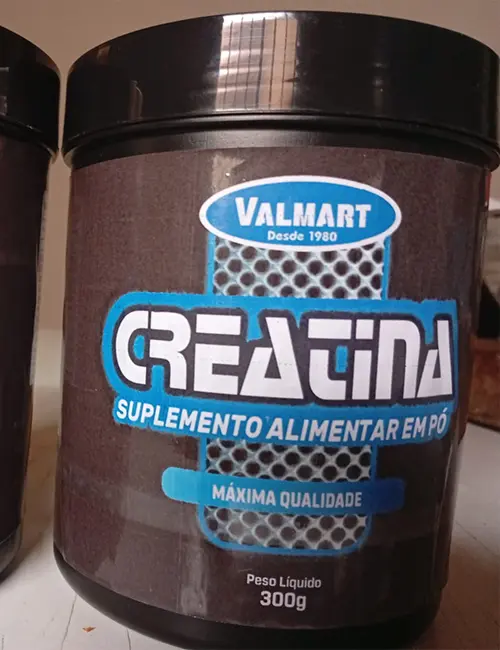 VALMART
Desde 1980
CREATINA
SUPLEMENTO ALIMENTAR EM PÓ
MÁXIMA QUALIDADE
Peso Líquido
300g